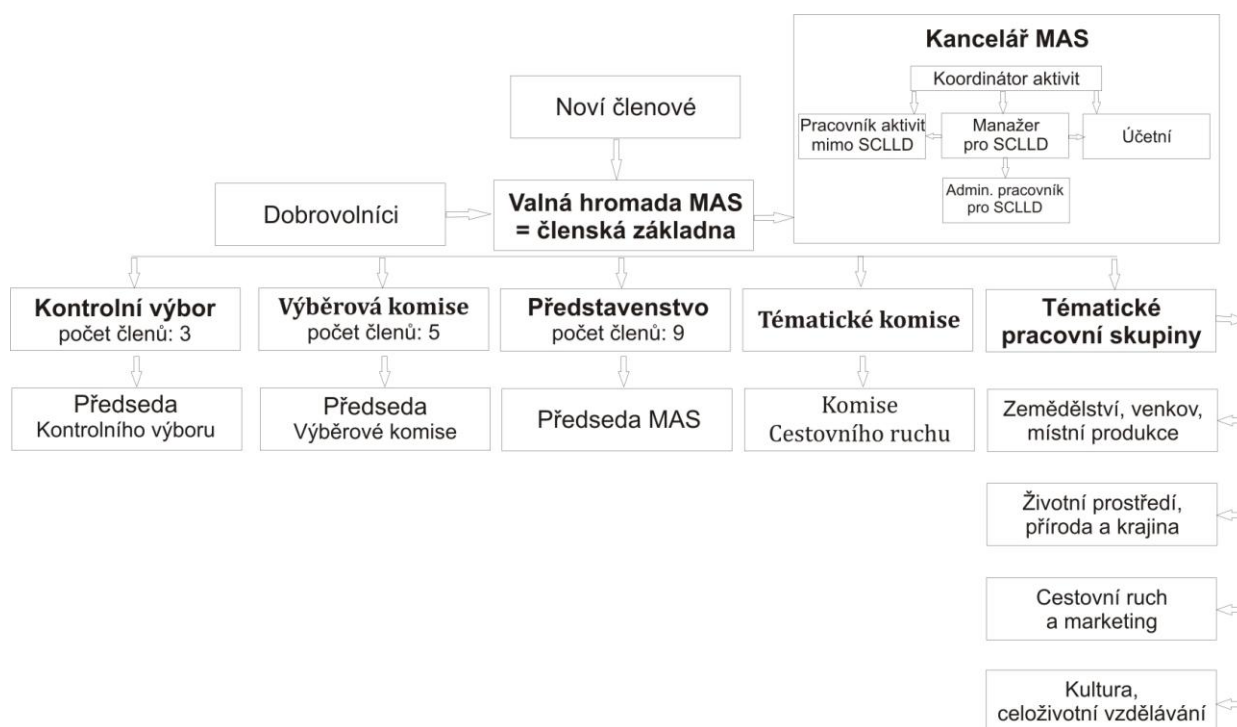 Kancelář MAS
Koordinátor aktivit
Pracovník aktivit
mimo SCLLD
Manažer
pro SCLLD
Účetní
Admin. pracovník
pro SCLLD
Noví členové
Dobrovolníci
Valná hromada MAS
= členská základna
Kontrolní výbor
počet členů: 3
Výběrová komise
počet členů: 5
Představenstvo
počet členů: 9
Tématické komise
Tématické
pracovní skupiny
Předseda
Kontrolního výboru
Předseda
Výběrové komise
Předseda MAS
Komise
Cestovního ruchu
Zemědělství, venkov,
místní produkce
Životní prostředí,
příroda a krajina
Cestovní ruch
a marketing
Kultura,
celoživotní vzdělávání